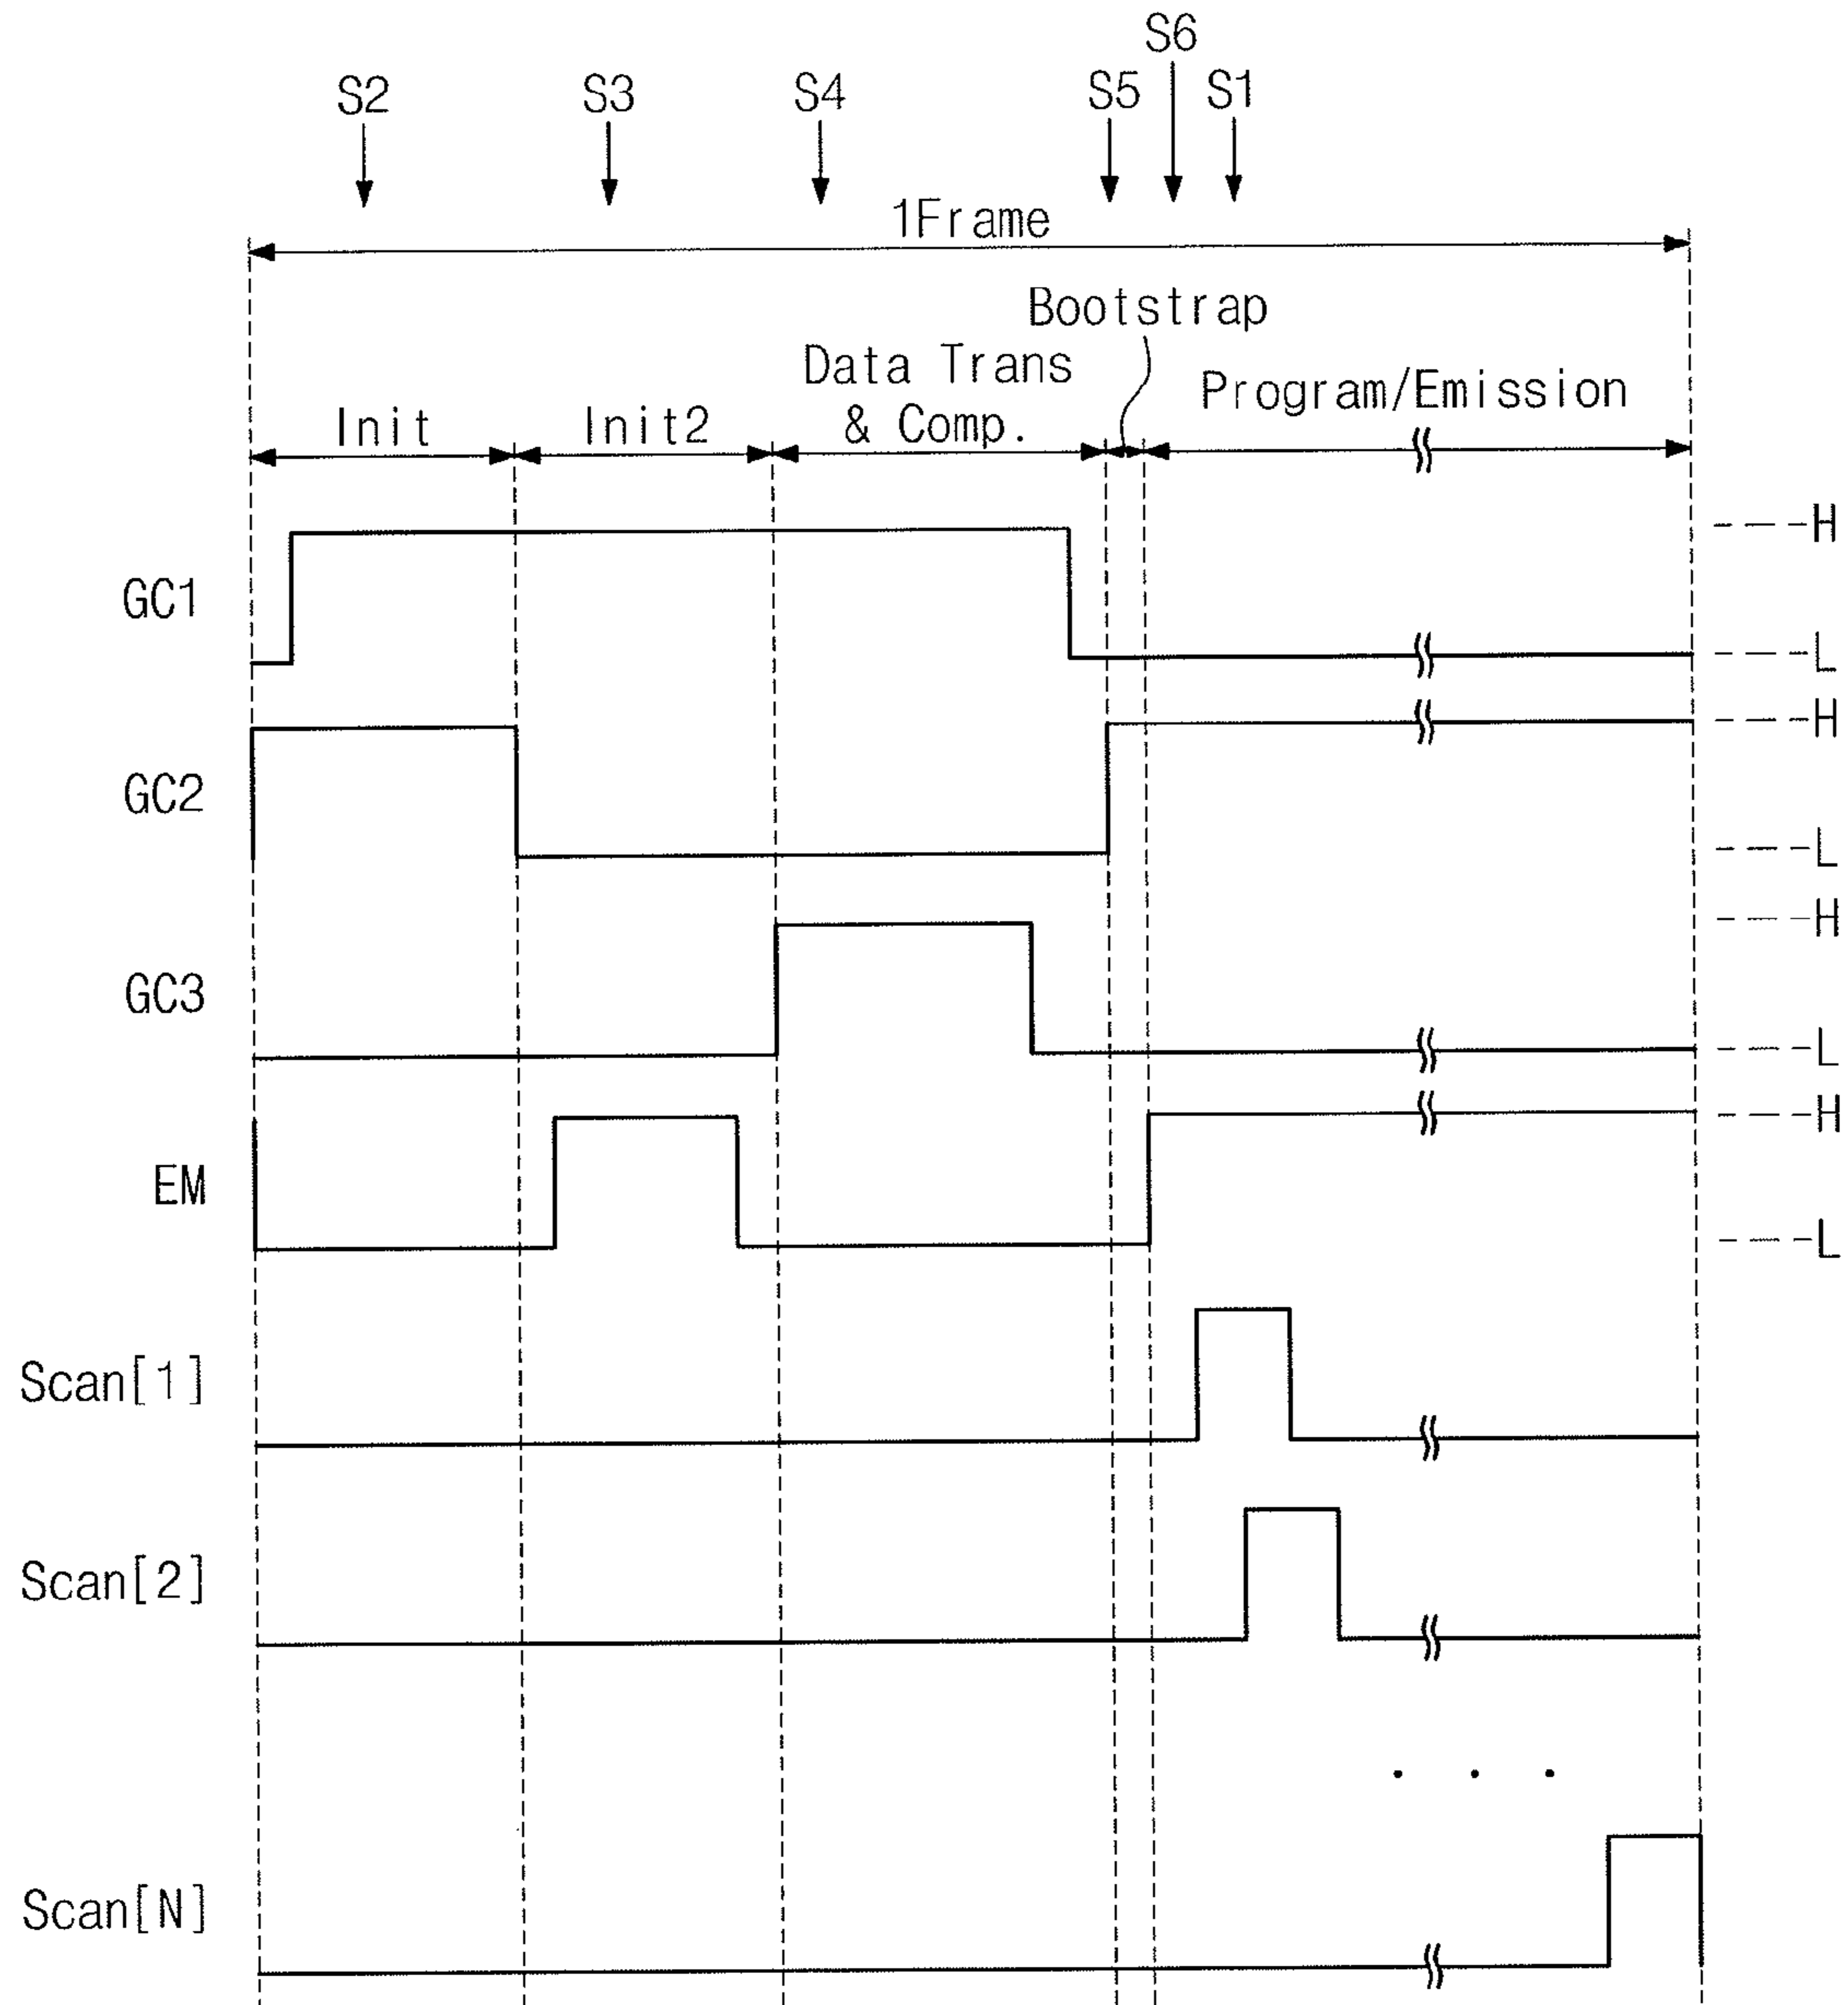 S6
S2 S3 S4 S5 S1
1Frame
Bootstrap
Data Trans
& Comp.
Program/Emission
Init
Init2
GC1
H
L
GC2
H
L
GC3
H
L
EM
H
L
Scan[1]
Scan[2]
. . .
Scan[N]